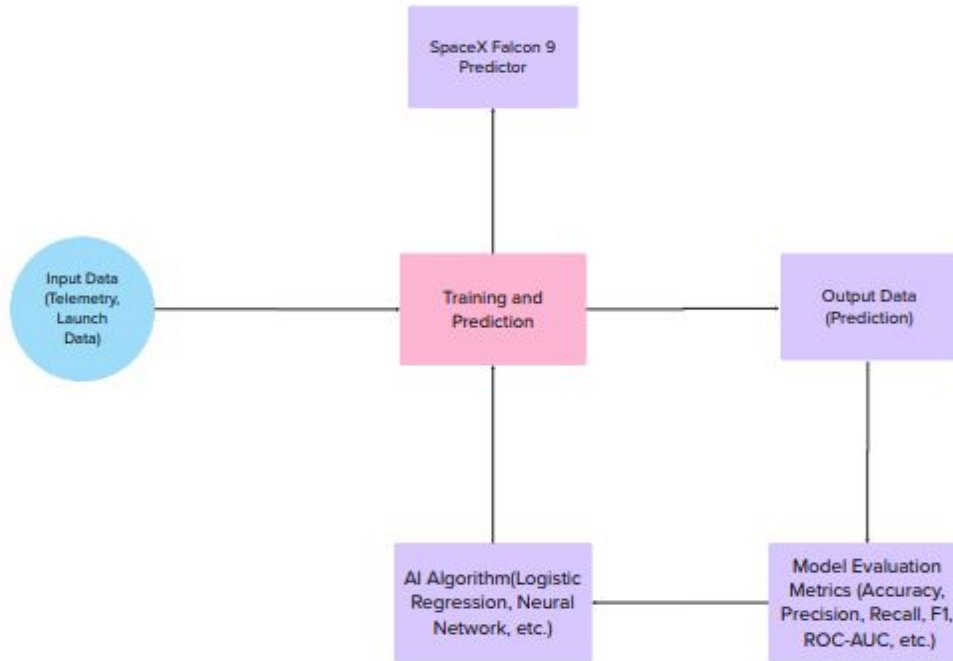 SpaceX Falcon 9
Predictor
Input Data
(Telemetry,
Launch
Data)
Training and
Prediction
Output Data
(Prediction)
AI Algorithm(Logistic
Regression, Neural
Network, etc.)
Model Evaluation
Metrics (Accuracy,
Precision, Recall, F1,
ROC-AUC, etc.)